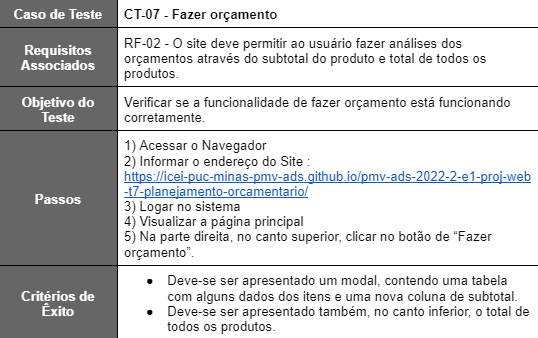 Caso de Teste
CT-07 - Fazer orçamento
Requisitos
Associados
RF-02 - O site deve permitir ao usuário fazer análises dos
orçamentos através do subtotal do produto e total de todos os
produtos.
Objetivo do
Teste
Verificar se a funcionalidade de fazer orçamento está funcionando
corretamente.
Passos
1) Acessar o Navegador
2) Informar o endereço do Site :
https://icei-puc-minas-pmv-ads.github.io/pmv-ads-2022-2-e1-proj-web
-t7-planejamento-orcamentario/
3) Logar no sistema
4) Visualizar a página principal
5) Na parte direita, no canto superior, clicar no botão de “Fazer
orçamento”.
Critérios de
Êxito
● Deve-se ser apresentado um modal, contendo uma tabela
com alguns dados dos itens e uma nova coluna de subtotal.
● Deve-se ser apresentado também, no canto inferior, o total de
todos os produtos.